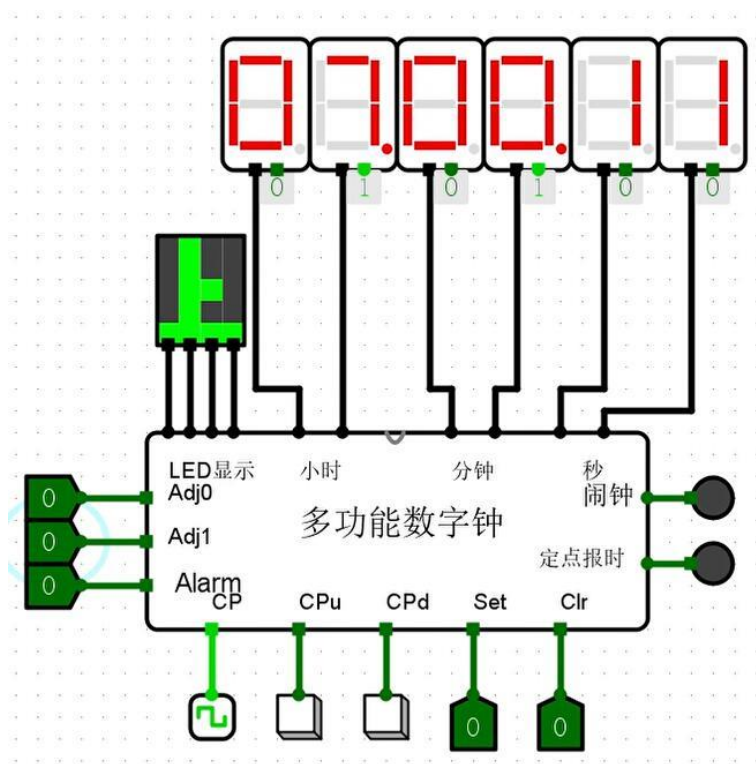 07.00.11
0 1 0 1 0 0
LED显示 小时 分钟 秒
0 Adj0 闹钟
多功能数字钟
0 Adj1
定点报时
0 Alarm
CP CPu CPd Set Clr
0 0